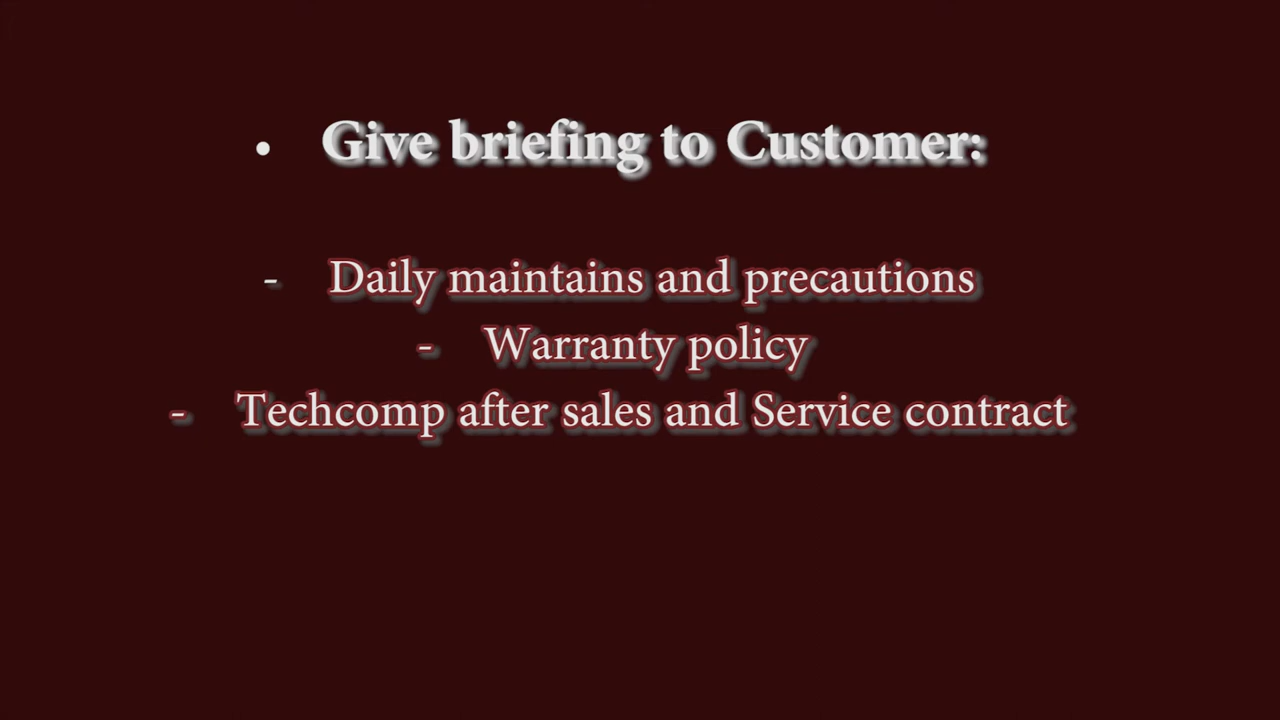 • Give briefing to Customer:
- Daily maintains and precautions
- Warranty policy
- Techcomp after sales and Service contract